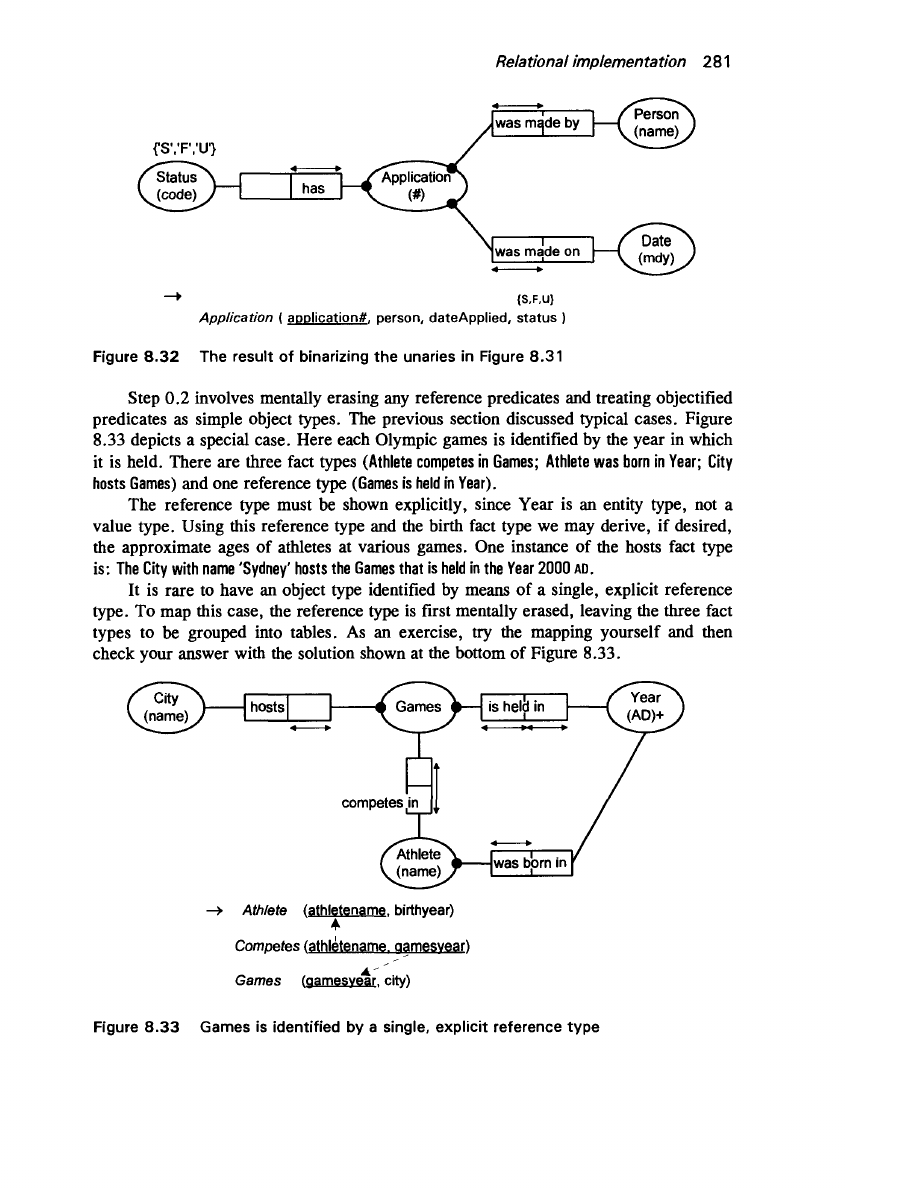 Relational implementation 281
was made by
Person
(name)
{'S','F','U'}
Status
(code)
has
Application
(#)
was made on
Date
(mdy)
→ {S,F,U}
Application ( application#, person, dateApplied, status )
Figure 8.32 The result of binarizing the unaries in Figure 8.31
Step 0.2 involves mentally erasing any reference predicates and treating objectified
predicates as simple object types. The previous section discussed typical cases. Figure
8.33 depicts a special case. Here each Olympic games is identified by the year in which
it is held. There are three fact types (Athlete competes in Games; Athlete was born in Year; City
hosts Games) and one reference type (Games is held in Year).
The reference type must be shown explicitly, since Year is an entity type, not a
value type. Using this reference type and the birth fact type we may derive, if desired,
the approximate ages of athletes at various games. One instance of the hosts fact type
is: The City with name 'Sydney' hosts the Games that is held in the Year 2000 AD.
It is rare to have an object type identified by means of a single, explicit reference
type. To map this case, the reference type is first mentally erased, leaving the three fact
types to be grouped into tables. As an exercise, try the mapping yourself and then
check your answer with the solution shown at the bottom of Figure 8.33.
City
(name)
hosts
Games
is held in
Year
(AD)+
competes in
Athlete
(name)
was born in
→ Athlete (athletename, birthyear)
Competes (athletename, gamesyear)
Games (gamesyear, city)
Figure 8.33 Games is identified by a single, explicit reference type